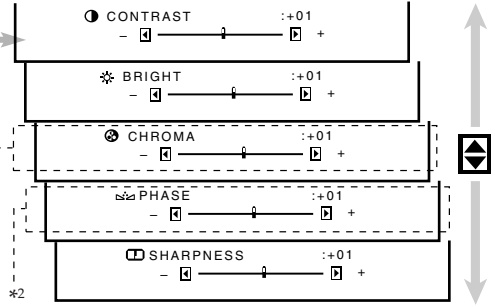 CONTRAST :+01
– +
BRIGHT :+01
– +
CHROMA :+01
– +
PHASE :+01
– +
SHARPNESS :+01
– +
*2